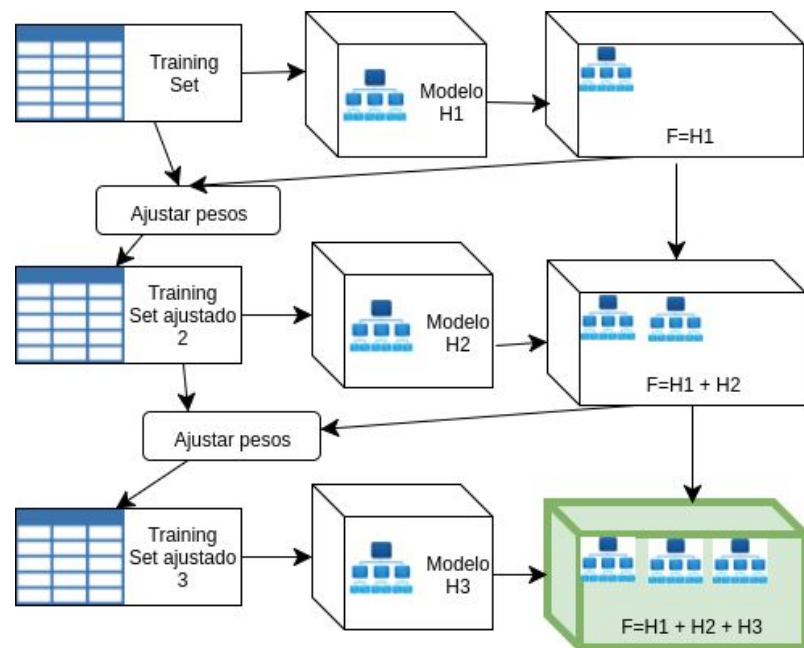 Training
Set
Modelo
H1
F=H1
Ajustar pesos
Training
Set ajustado
2
Modelo
H2
F=H1 + H2
Ajustar pesos
Training
Set ajustado
3
Modelo
H3
F=H1 + H2 + H3